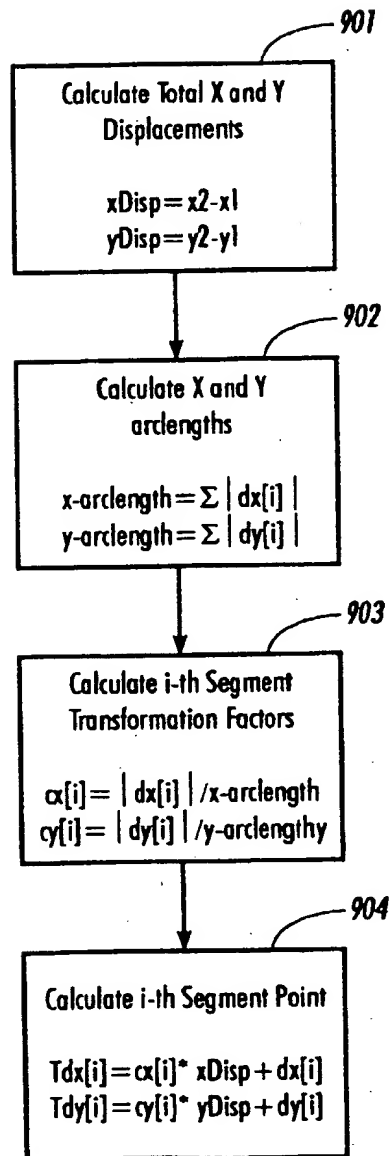 901
Calculate Total X and Y
Displacements
xDisp=x2-x1
yDisp=y2-y1
902
Calculate X and Y
arclengths
x-arclength=Σ | dx[i] |
y-arclength=Σ | dy[i] |
903
Calculate i-th Segment
Transformation Factors
cx[i]= | dx[i] | /x-arclength
cy[i]= | dy[i] | /y-arclengthy
904
Calculate i-th Segment Point
Tdx[i]=cx[i]* xDisp+dx[i]
Tdy[i]=cy[i]* yDisp+dy[i]